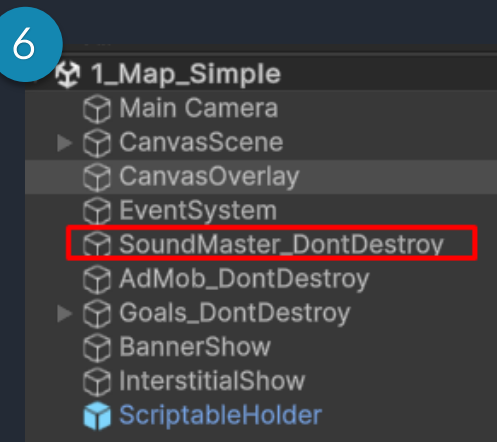 6
1_Map_Simple
Main Camera
CanvasScene
CanvasOverlay
EventSystem
SoundMaster_DontDestroy
AdMob_DontDestroy
Goals_DontDestroy
BannerShow
InterstitialShow
ScriptableHolder